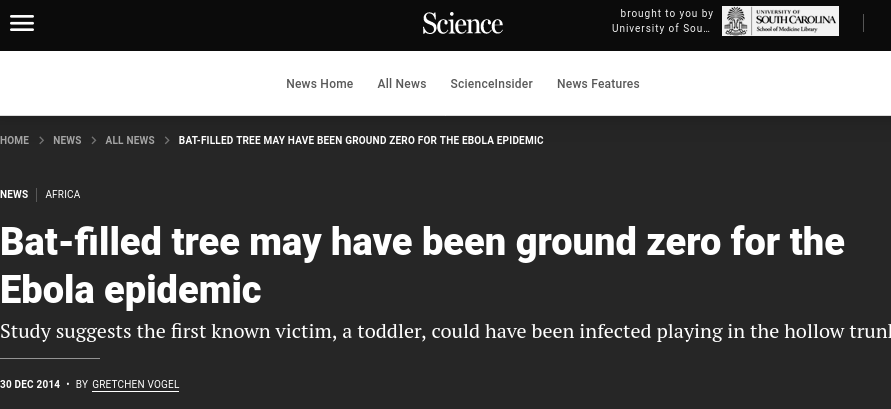 Science
brought to you by
University of Sou…
UNIVERSITY OF
SOUTH CAROLINA
School of Medicine Library
News Home All News ScienceInsider News Features
HOME > NEWS > ALL NEWS > BAT-FILLED TREE MAY HAVE BEEN GROUND ZERO FOR THE EBOLA EPIDEMIC
NEWS | AFRICA
Bat-filled tree may have been ground zero for the
Ebola epidemic
Study suggests the first known victim, a toddler, could have been infected playing in the hollow
30 DEC 2014 • BY GRETCHEN VOGEL